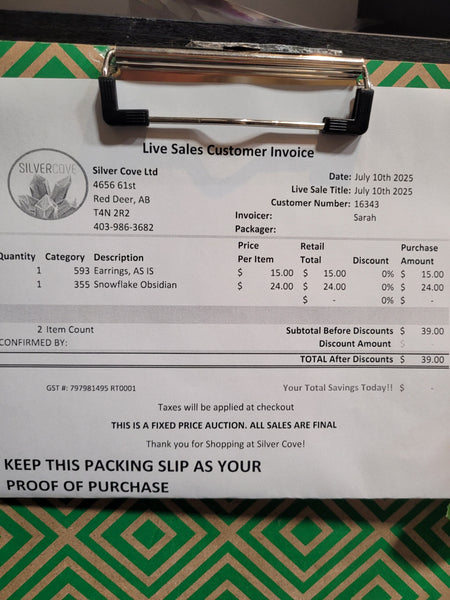 Live Sales Customer Invoice
SILVERCOVE
Silver Cove Ltd
4656 61st
Red Deer, AB
T4N 2R2
403-986-3682
Date: July 10th 2025
Live Sale Title: July 10th 2025
Customer Number: 16343
Invoicer: Sarah
Packager:
Quantity Category Description Price Per Item Retail Total Discount Purchase Amount
1 593 Earrings, AS IS $ 15.00 $ 15.00 0% $ 15.00
1 355 Snowflake Obsidian $ 24.00 $ 24.00 0% $ 24.00
$ - 0% $ -
2 Item Count Subtotal Before Discounts $ 39.00
CONFIRMED BY: Discount Amount $ -
TOTAL After Discounts $ 39.00
GST #: 797981495 RT0001 Your Total Savings Today!! $ -
Taxes will be applied at checkout
THIS IS A FIXED PRICE AUCTION. ALL SALES ARE FINAL
Thank you for Shopping at Silver Cove!
KEEP THIS PACKING SLIP AS YOUR
PROOF OF PURCHASE